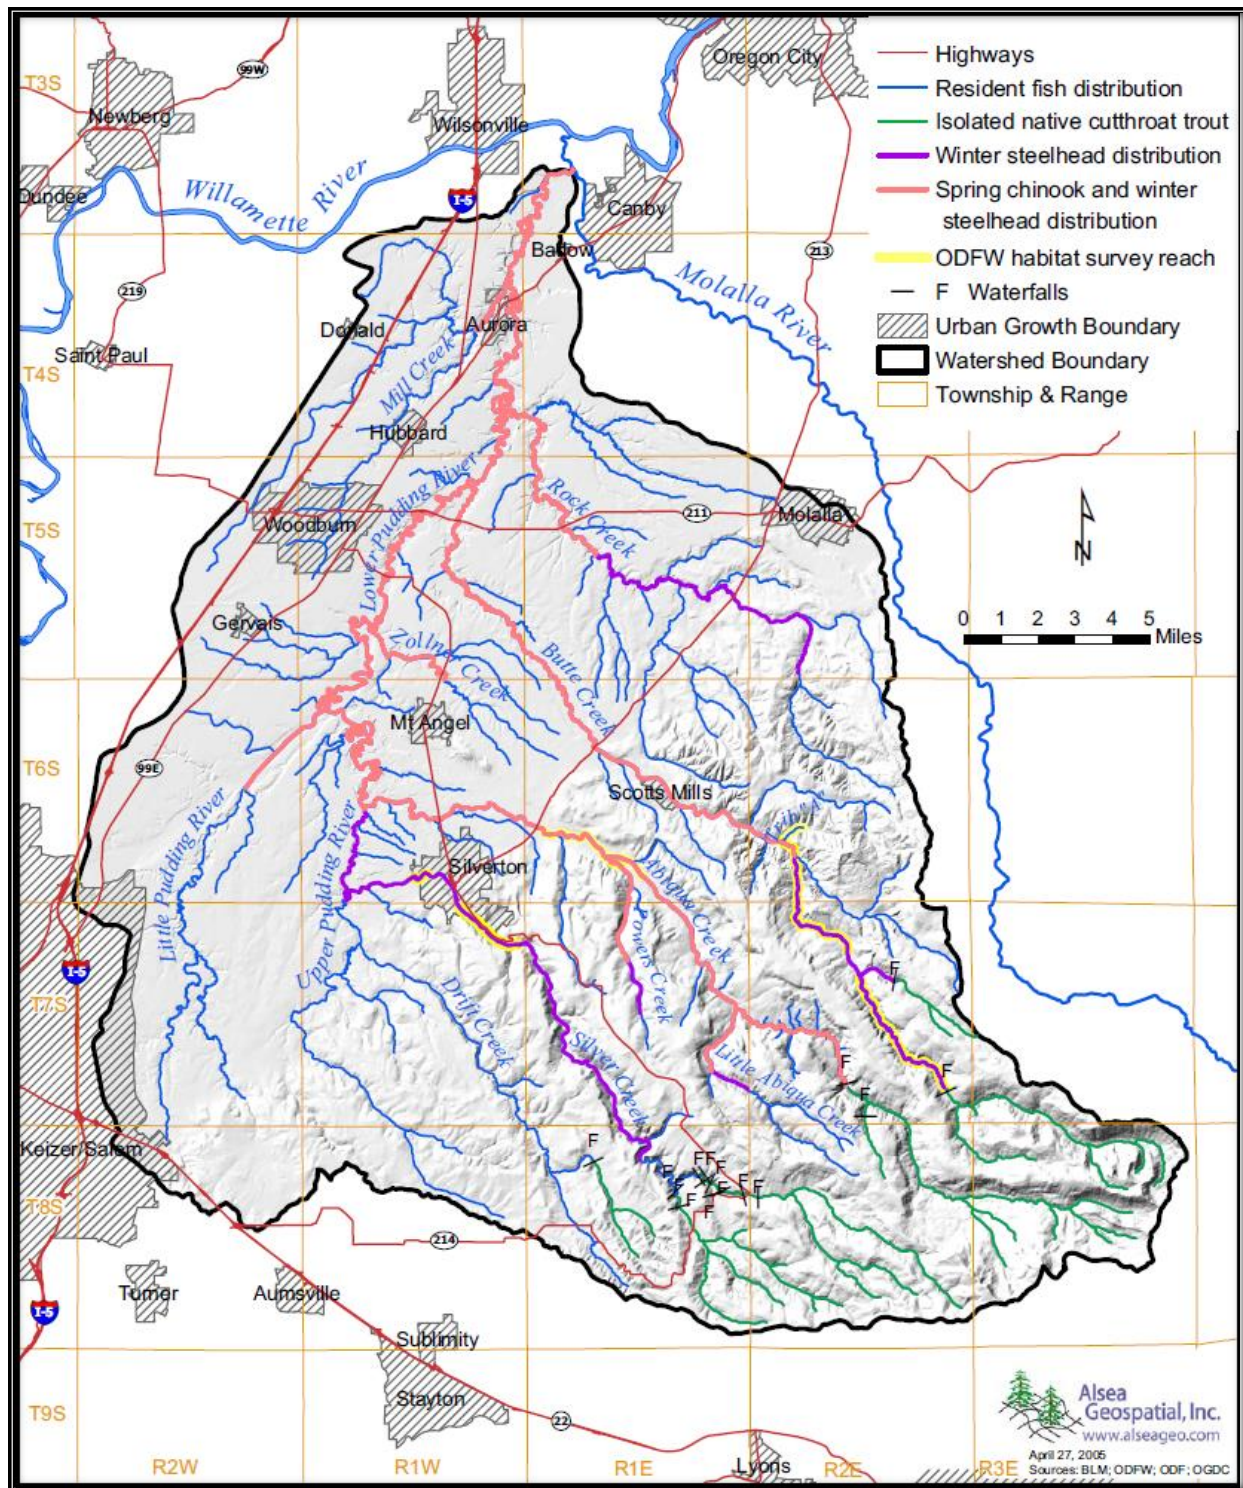 Highways
Resident fish distribution
Isolated native cutthroat trout
Winter steelhead distribution
Spring chinook and winter
steelhead distribution
ODFW habitat survey reach
F Waterfalls
Urban Growth Boundary
Watershed Boundary
Township & Range
Oregon City
99W
T3S
Newberg
Wilsonville
Willamette River
Dundee
I-5
Canby
Barlow
213
Molalla River
219
Donald
Aurora
Saint Paul
T4S
Mill Creek
Hubbard
Lower Pudding River
Rock Creek
Woodburn
211
Molalla
T5S
N
0 1 2 3 4 5
Miles
Gervais
Zollner Creek
Butte Creek
Mt Angel
T6S
99E
Scotts Mills
Trib "A"
Little Pudding River
Upper Pudding River
Silverton
Abiqua Creek
Powers Creek
I-5
T7S
Drift Creek
F
Silver Creek
Little Abiqua Creek
F
F
F
Keizer/Salem
F
F
F
F
F
F
F
F
F
F
F
T8S
214
I-5
Turner
Aumsville
Sublimity
Stayton
T9S
22
R2W
R1W
R1E
Lyons
R2E
R3E
Alsea
Geospatial, Inc.
www.alseageo.com
April 27, 2005
Sources: BLM; ODFW; ODF; OGDC